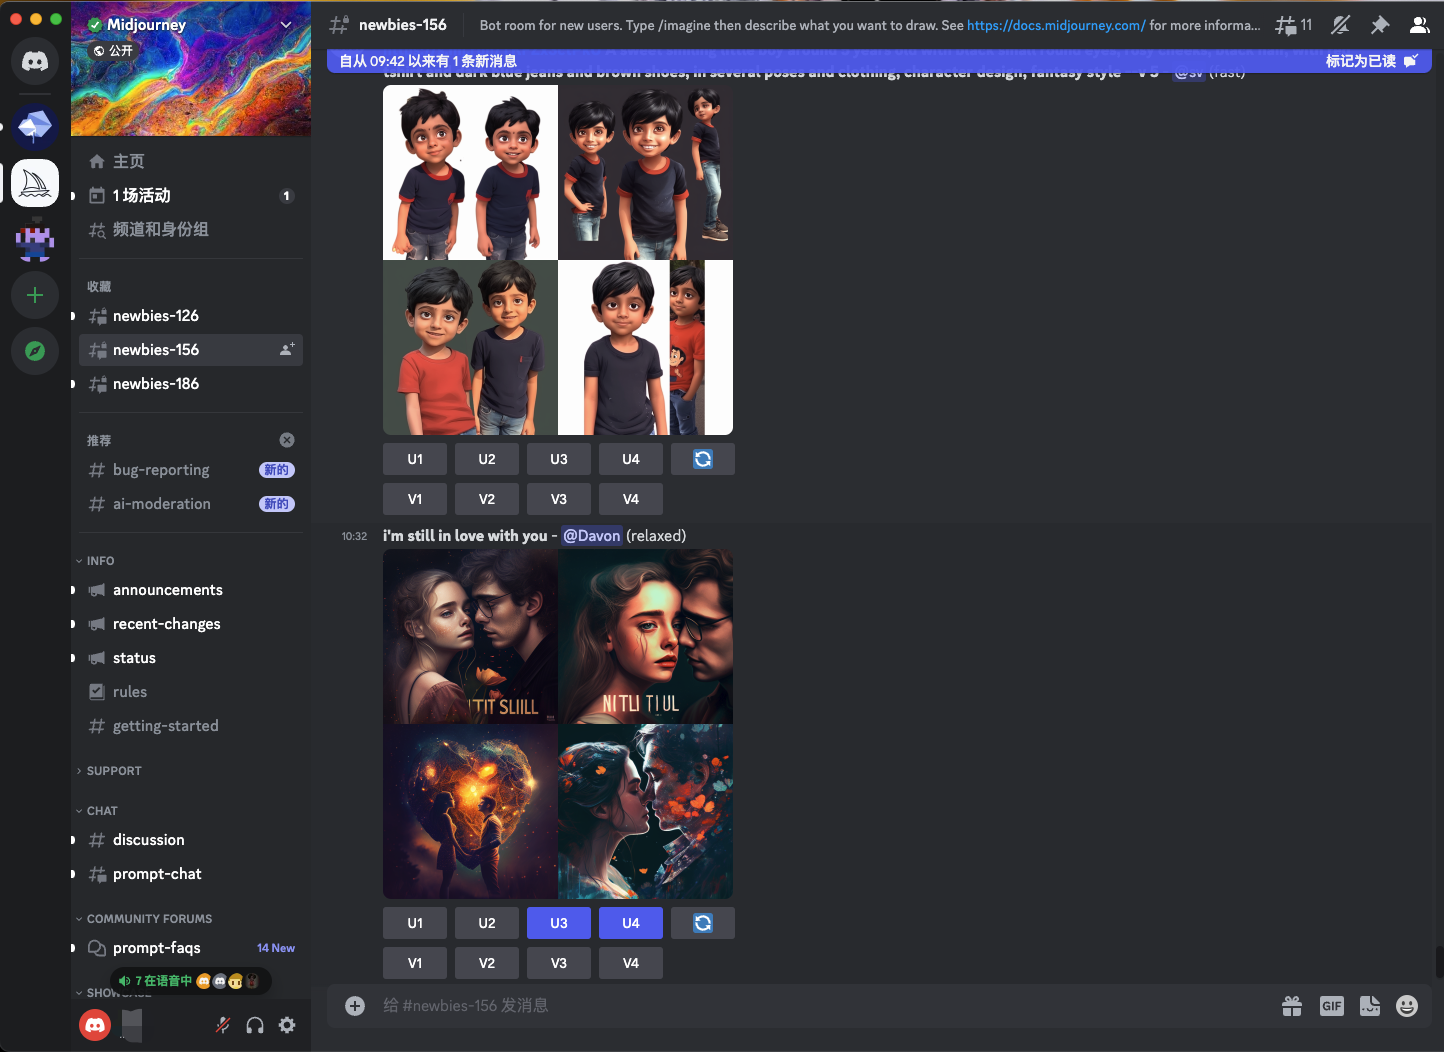 Midjourney
公开
newbies-156
Bot room for new users. Type /imagine then describe what you want to draw. See https://docs.midjourney.com/ for more informa...
11
自从 09:42 以来有 1 条新消息
标记为已读
tshirt and dark blue jeans and brown shoes, in several poses and clothing, character design, fantasy style - V 5 - @sv (fast)
主页
1 场活动
1
频道和身份组
收藏
newbies-126
newbies-156
newbies-186
推荐
bug-reporting
新的
ai-moderation
新的
INFO
announcements
recent-changes
status
rules
getting-started
SUPPORT
CHAT
discussion
prompt-chat
COMMUNITY FORUMS
prompt-faqs
14 New
7 在语音中
SHOWCASE
U1 U2 U3 U4
V1 V2 V3 V4
10:32
i'm still in love with you - @Davon (relaxed)
ITIT SLILL
NITLI TI UL
U1 U2 U3 U4
V1 V2 V3 V4
给 #newbies-156 发消息
GIF